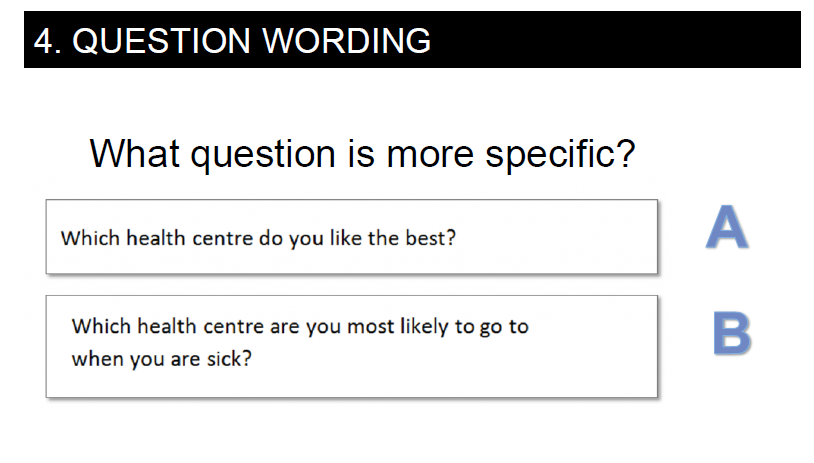 4. QUESTION WORDING
What question is more specific?
Which health centre do you like the best?
A
Which health centre are you most likely to go to
when you are sick?
B